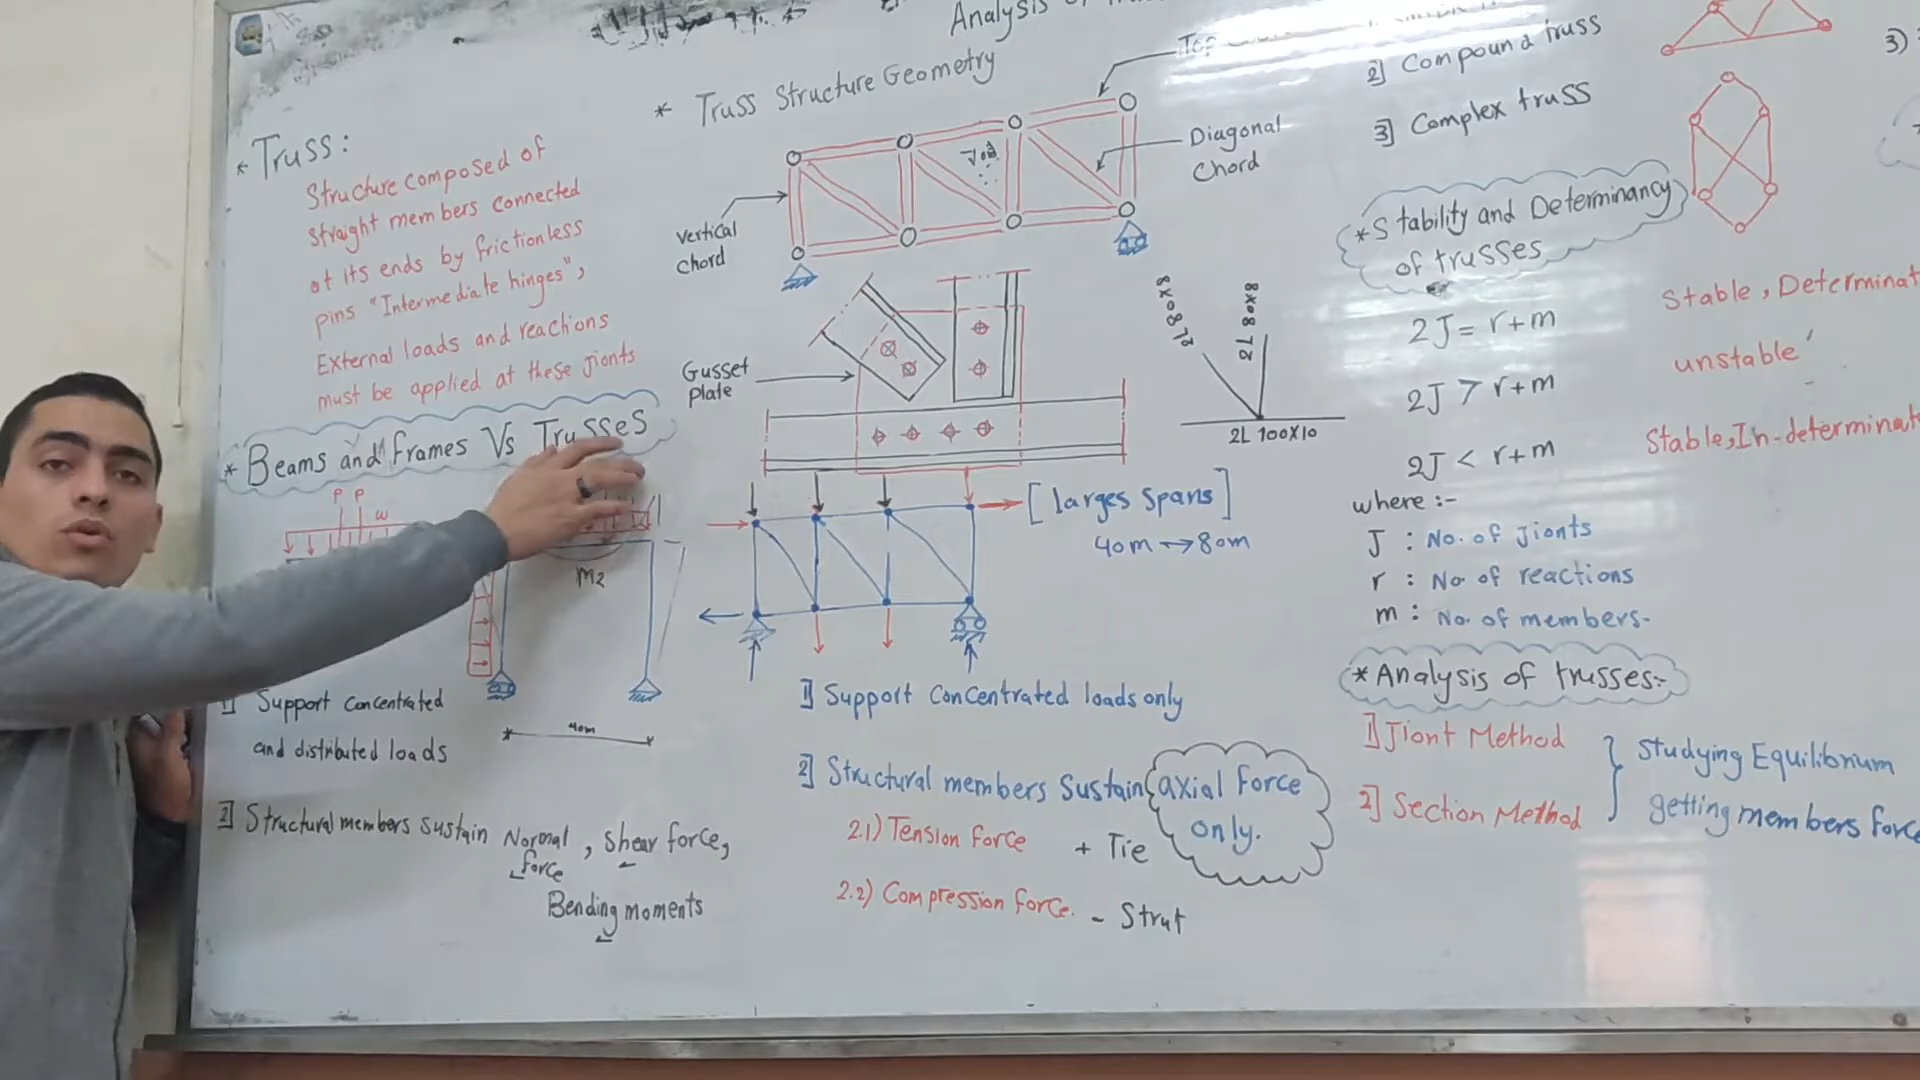 Analysis
* Truss:
Structure composed of
straight members connected
at its ends by frictionless
pins "Intermediate hinges",
External loads and reactions
must be applied at these Jionts
* Beams and frames Vs Trusses
P P
w
M2
40m
1] Support concentrated
and distributed loads
2] Structural members sustain Normal force, shear force,
Bending moments
* Truss Structure Geometry
Top
Diagonal
Chord
vertical
chord
Gusset
plate
2L 80x8
2L 80x8
2L 100x10
[larges spans]
40m → 80m
1] Support concentrated loads only
2] Structural members sustain axial force
only.
2.1) Tension force + Tie
2.2) Compression force. - Strut
2] Compound truss
3] Complex truss
3)
* Stability and Determinancy
of trusses
2J = r+m
Stable, Determinat
2J > r+m
unstable
2J < r+m
Stable, In-determinat
where :-
J : No. of Jionts
r : No. of reactions
m : No. of members.
* Analysis of trusses:-
1] Jiont Method
2] Section Method
Studying Equilibrium
getting members force